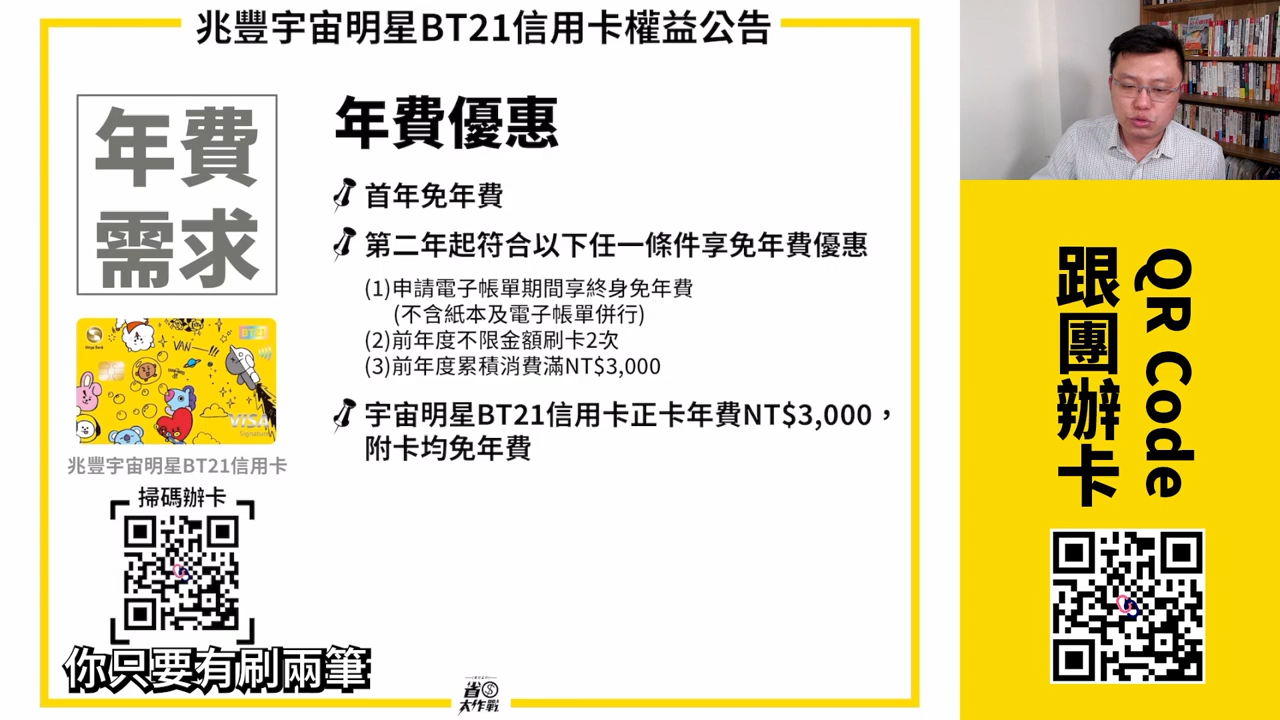 兆豐宇宙明星BT21信用卡權益公告
年費
需求
年費優惠
首年免年費
第二年起符合以下任一條件享免年費優惠
(1)申請電子帳單期間享終身免年費
(不含紙本及電子帳單併行)
(2)前年度不限金額刷卡2次
(3)前年度累積消費滿NT$3,000
宇宙明星BT21信用卡正卡年費NT$3,000，
附卡均免年費
Mega Bank
BT21
VAN
VISA
Signature
兆豐宇宙明星BT21信用卡
掃碼辦卡
你只要有刷兩筆
省
大作戰
QR Code
跟團辦卡